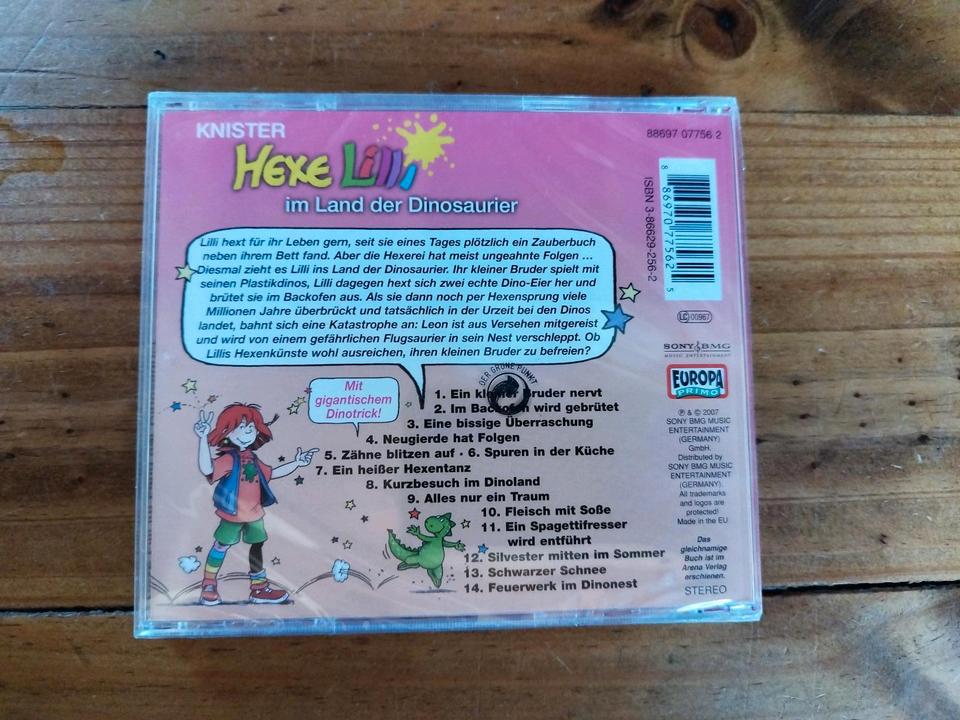 KNISTER
HEXE Lilli
im Land der Dinosaurier
88697 07756 2
ISBN 3-86629-256-2
8 86970 77562 5
LC 00967
SONY BMG
MUSIC ENTERTAINMENT
EUROPA
PRIMO
Lilli hext für ihr Leben gern, seit sie eines Tages plötzlich ein Zauberbuch
neben ihrem Bett fand. Aber die Hexerei hat meist ungeahnte Folgen ...
Diesmal zieht es Lilli ins Land der Dinosaurier. Ihr kleiner Bruder spielt mit
seinen Plastikdinos, Lilli dagegen hext sich zwei echte Dino-Eier her und
brütet sie im Backofen aus. Als sie dann noch per Hexensprung viele
Millionen Jahre überbrückt und tatsächlich in der Urzeit bei den Dinos
landet, bahnt sich eine Katastrophe an: Leon ist aus Versehen mitgereist
und wird von einem gefährlichen Flugsaurier in sein Nest verschleppt. Ob
Lillis Hexenkünste wohl ausreichen, ihren kleinen Bruder zu befreien?
Mit
gigantischem
Dinotrick!
DER GRÜNE PUNKT
1. Ein kleiner Bruder nervt
2. Im Backofen wird gebrütet
3. Eine bissige Überraschung
4. Neugierde hat Folgen
5. Zähne blitzen auf · 6. Spuren in der Küche
7. Ein heißer Hexentanz
8. Kurzbesuch im Dinoland
9. Alles nur ein Traum
10. Fleisch mit Soße
11. Ein Spagettifresser
wird entführt
12. Silvester mitten im Sommer
13. Schwarzer Schnee
14. Feuerwerk im Dinonest
℗ & © 2007
SONY BMG MUSIC
ENTERTAINMENT
(GERMANY)
GmbH.
Distributed by
SONY BMG MUSIC
ENTERTAINMENT
(GERMANY).
All trademarks
and logos are
protected!
Made in the EU
Das
gleichnamige
Buch ist im
Arena Verlag
erschienen.
STEREO